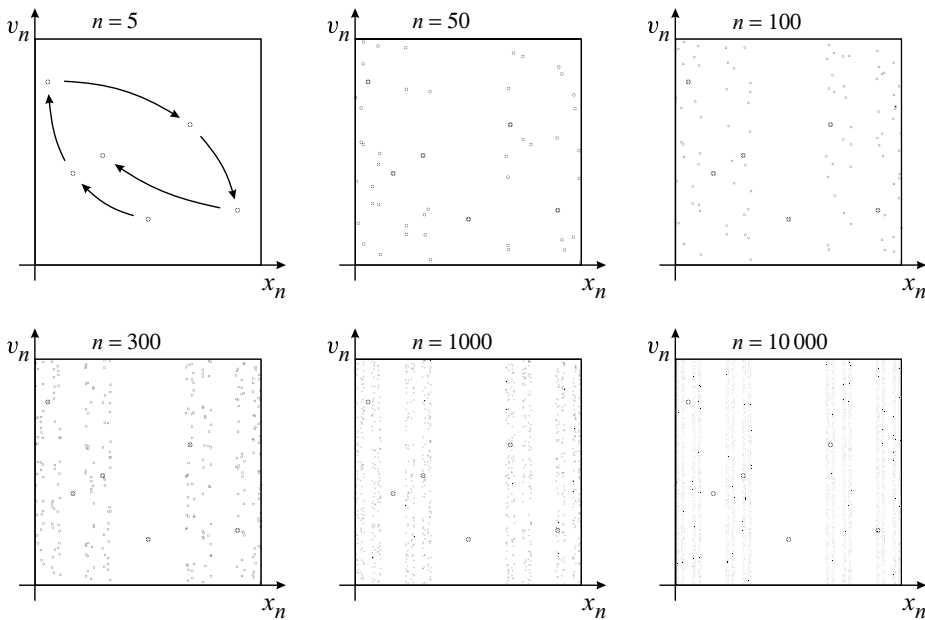 n = 5
v_n
x_n
n = 50
v_n
x_n
n = 100
v_n
x_n
n = 300
v_n
x_n
n = 1000
v_n
x_n
n = 10 000
v_n
x_n